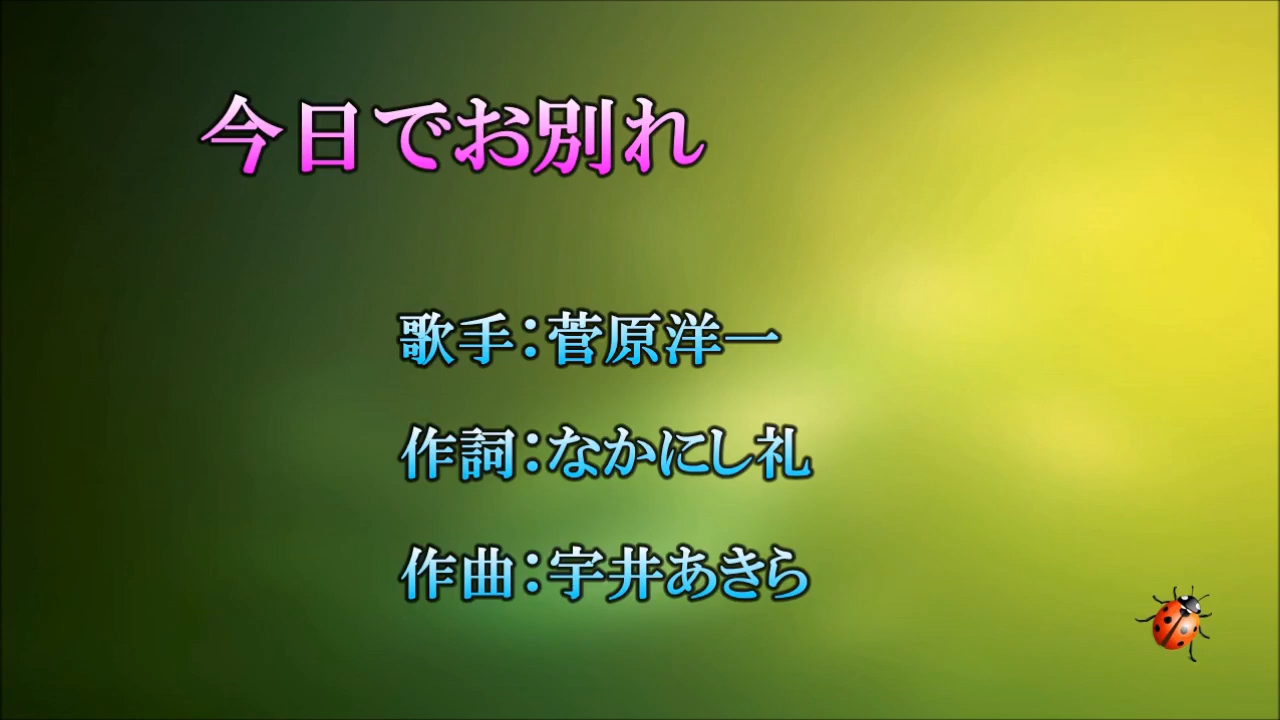 今日でお別れ
歌手：菅原洋一
作詞：なかにし礼
作曲：宇井あきら